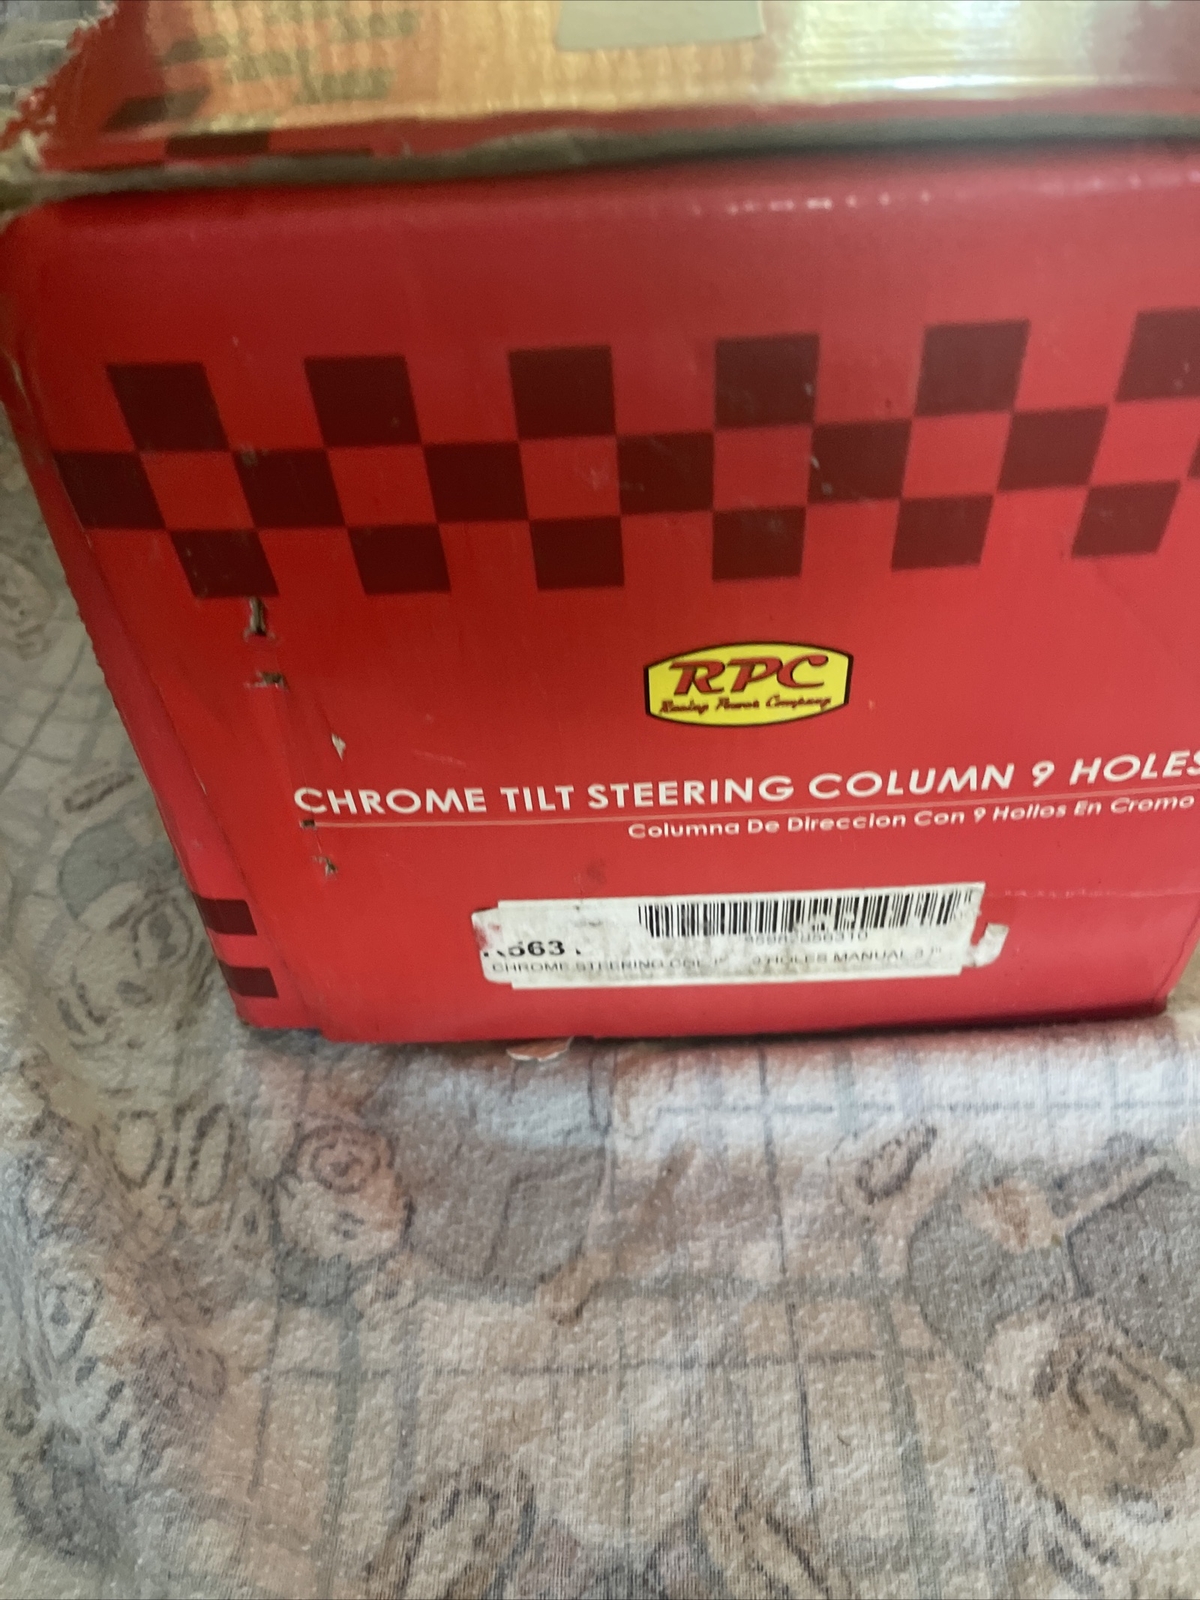 RPC
Racing Power Company
CHROME TILT STEERING COLUMN 9 HOLES
Columna De Direccion Con 9 Hollos En Cromo
CHROME STEERING HOLES MANUAL